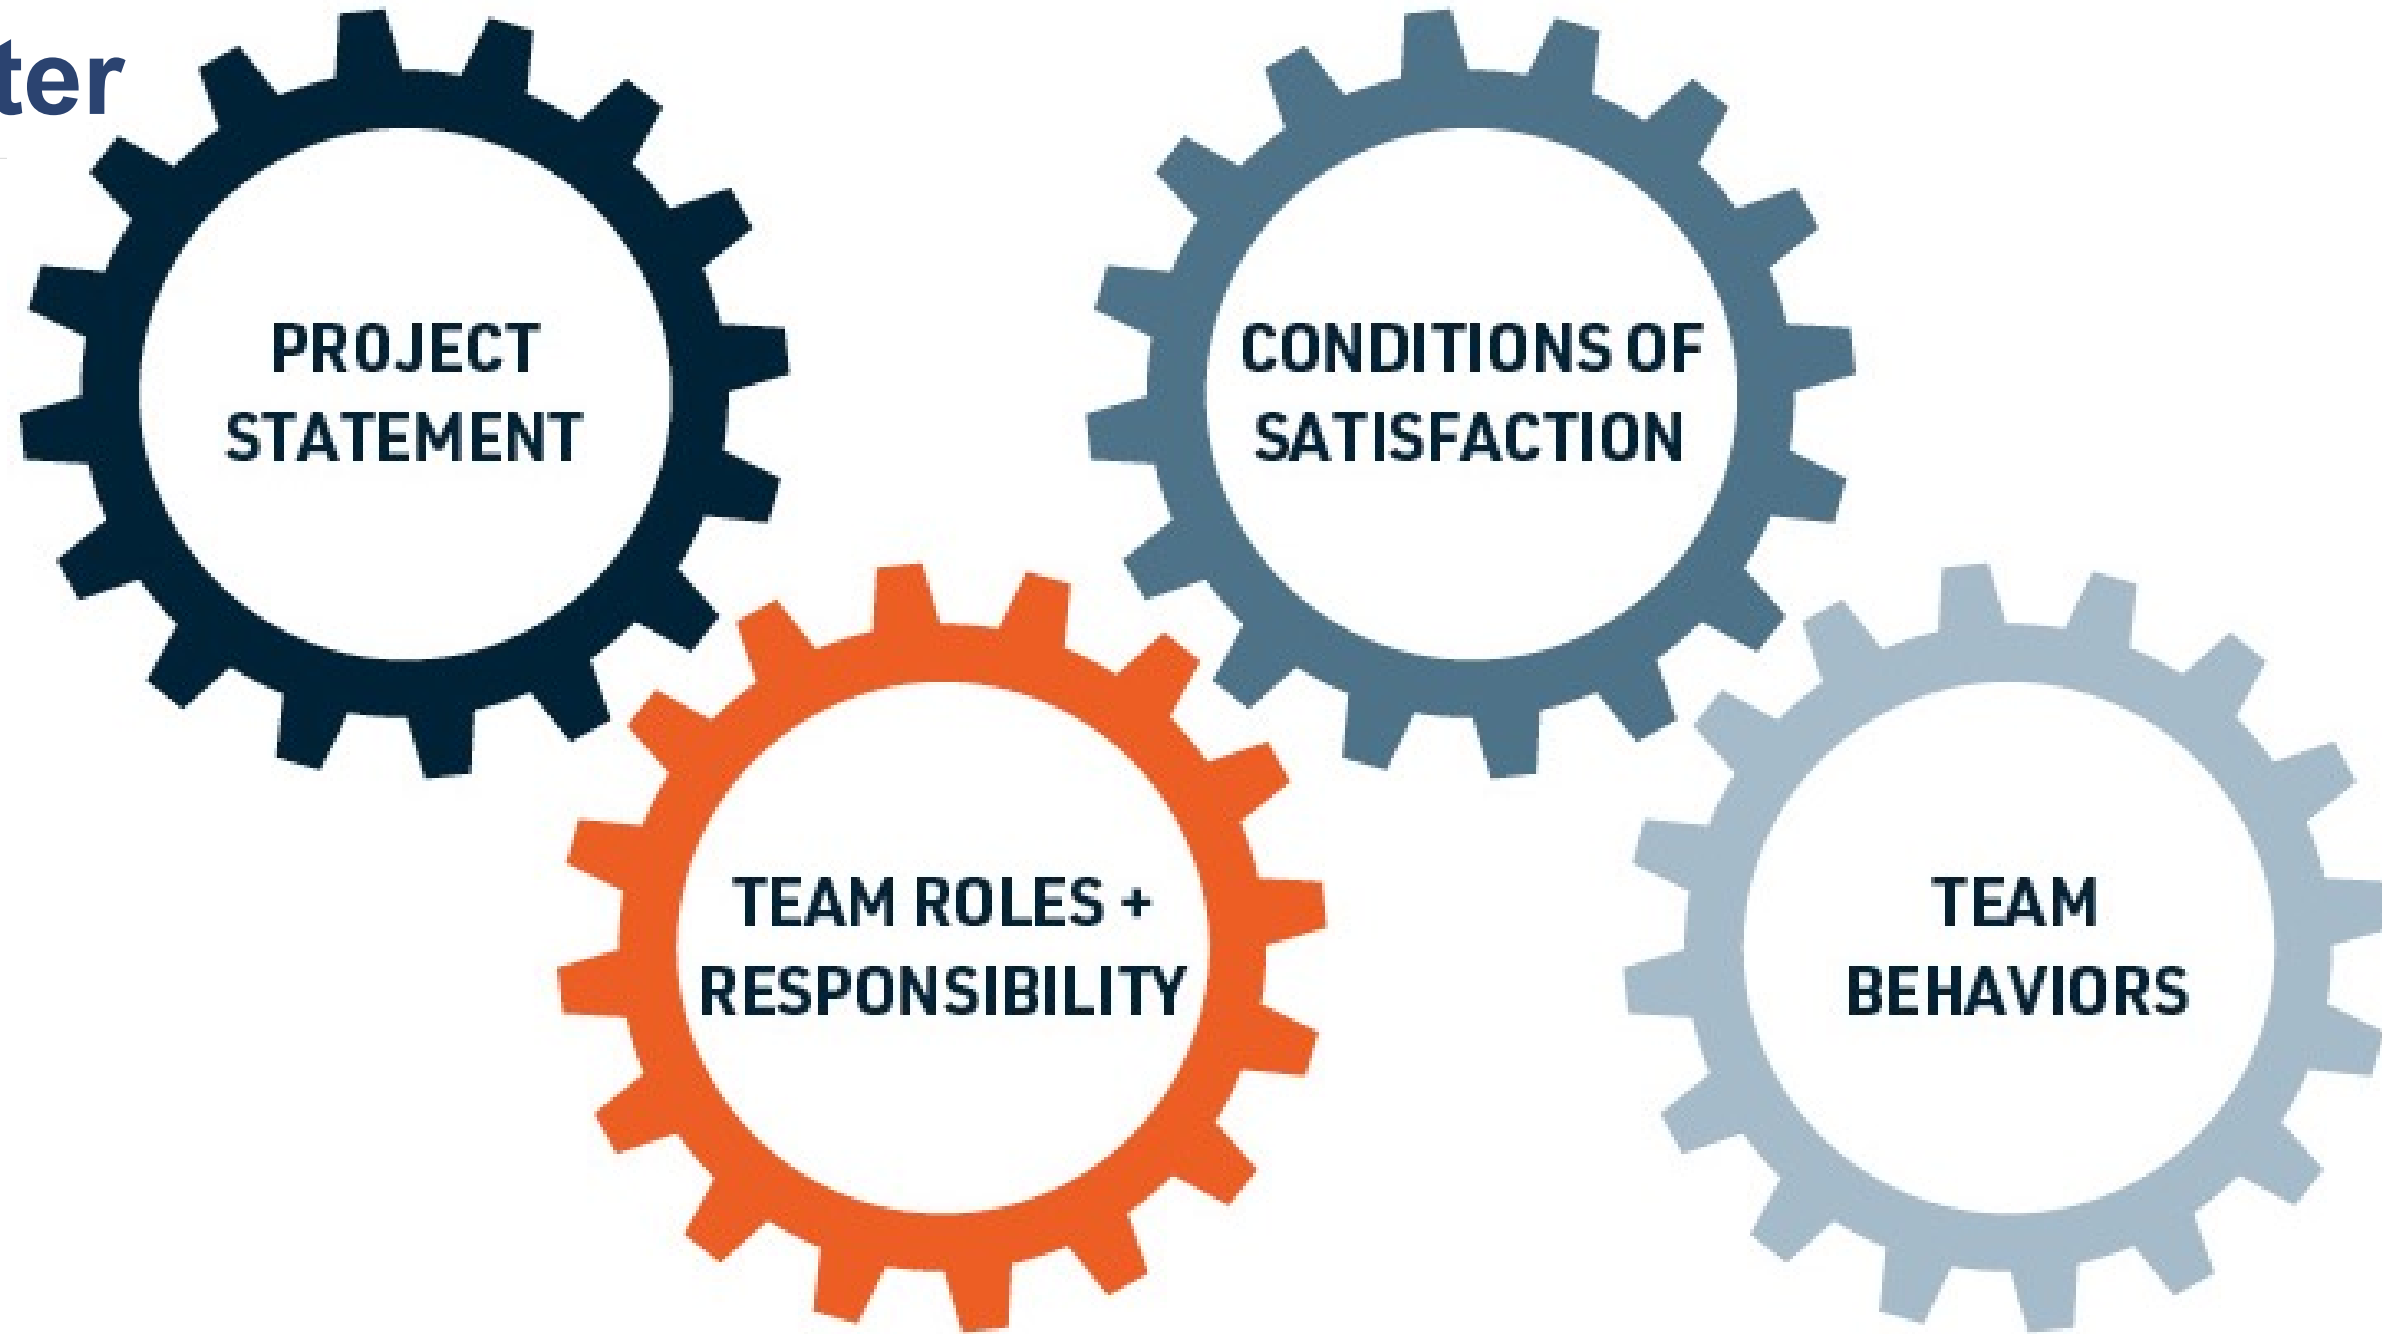 ter
PROJECT
STATEMENT
CONDITIONS OF
SATISFACTION
TEAM ROLES +
RESPONSIBILITY
TEAM
BEHAVIORS